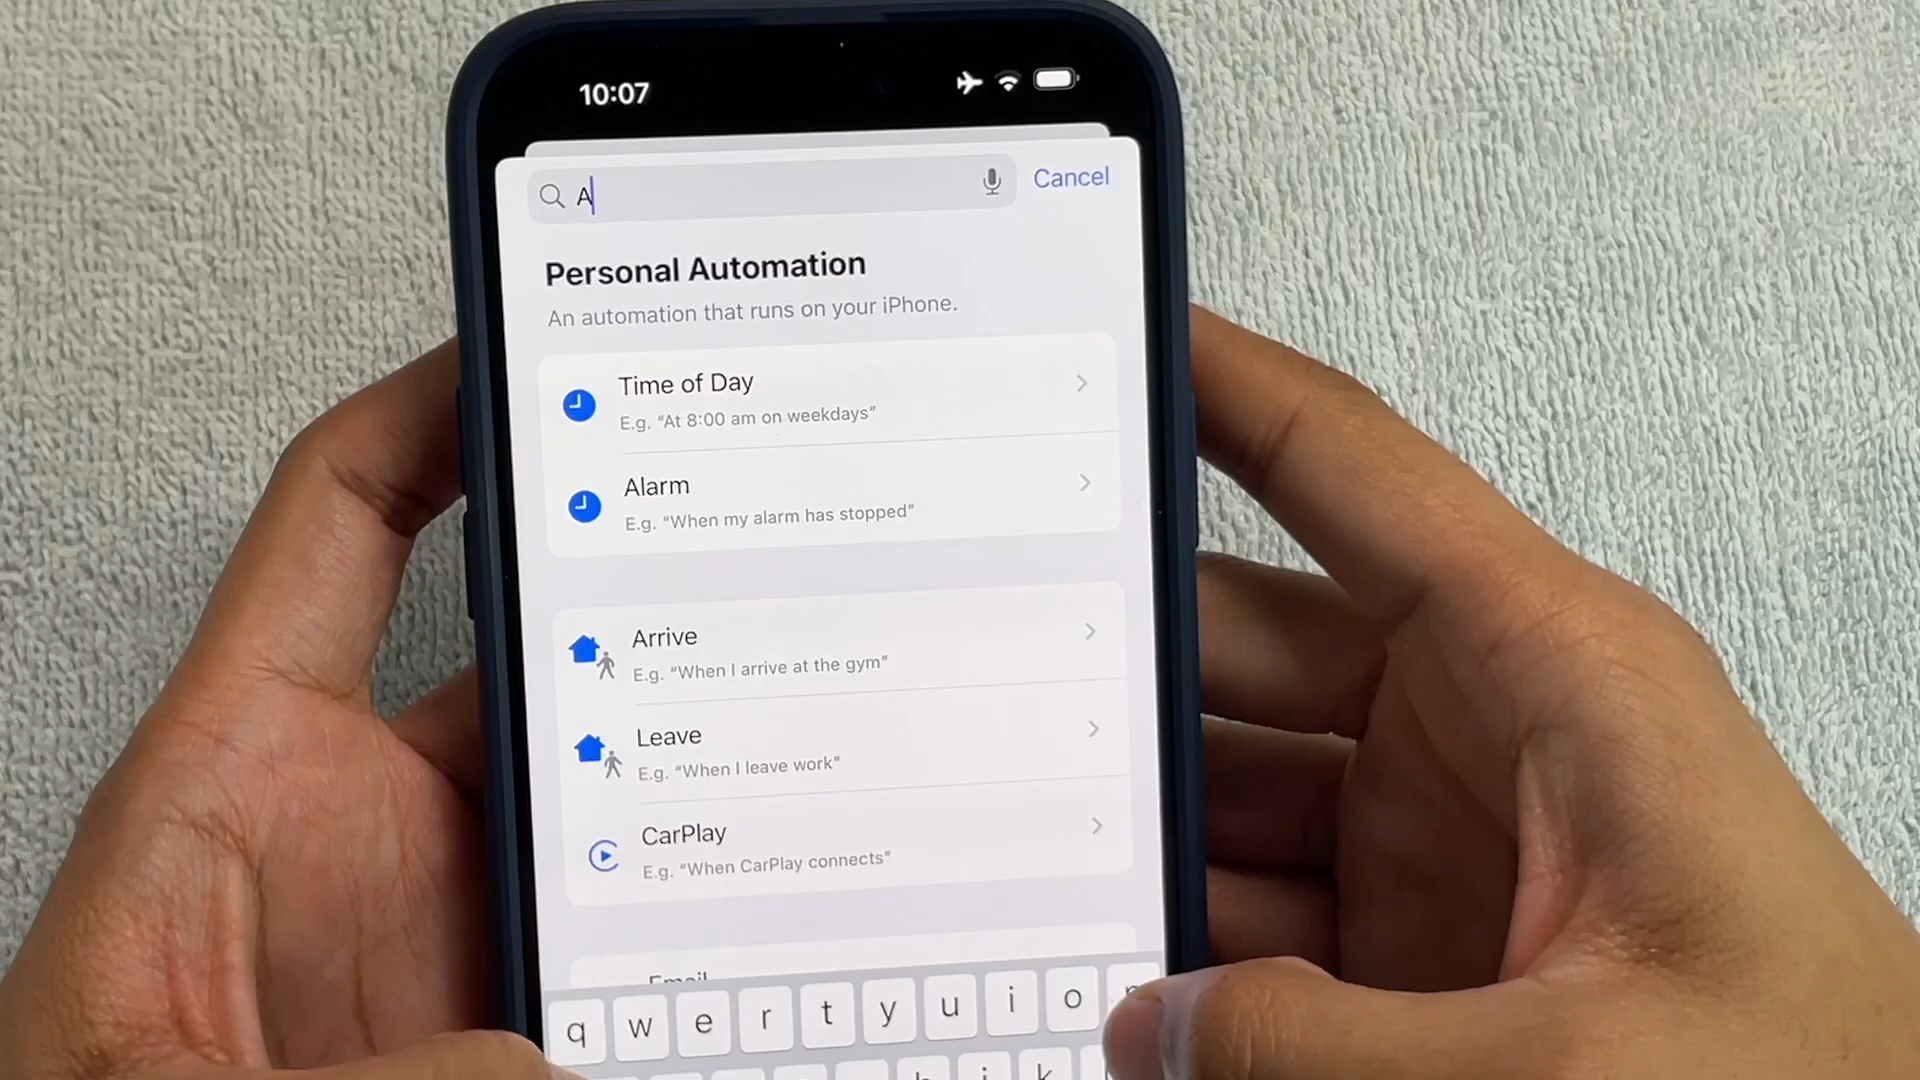 10:07
A
Cancel
Personal Automation
An automation that runs on your iPhone.
Time of Day
E.g. “At 8:00 am on weekdays”
Alarm
E.g. “When my alarm has stopped”
Arrive
E.g. “When I arrive at the gym”
Leave
E.g. “When I leave work”
CarPlay
E.g. “When CarPlay connects”
Email
q w e r t y u i o